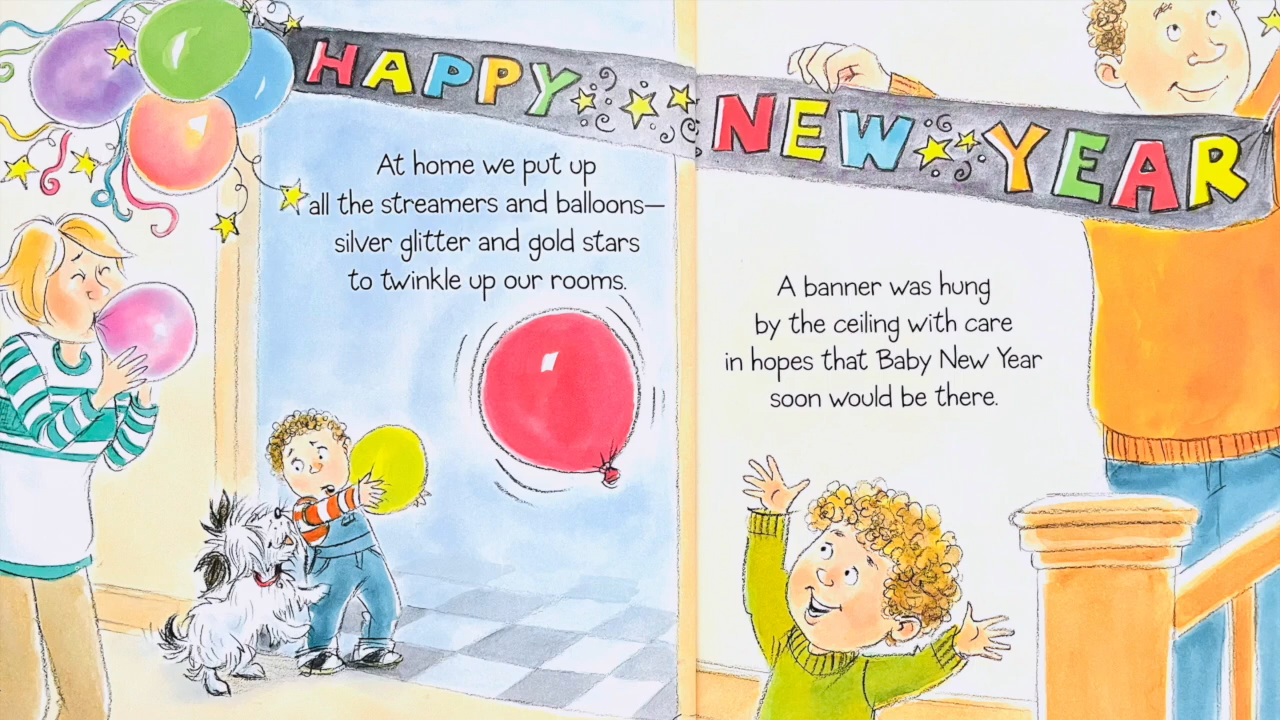 HAPPY NEW YEAR
At home we put up
all the streamers and balloons—
silver glitter and gold stars
to twinkle up our rooms.
A banner was hung
by the ceiling with care
in hopes that Baby New Year
soon would be there.